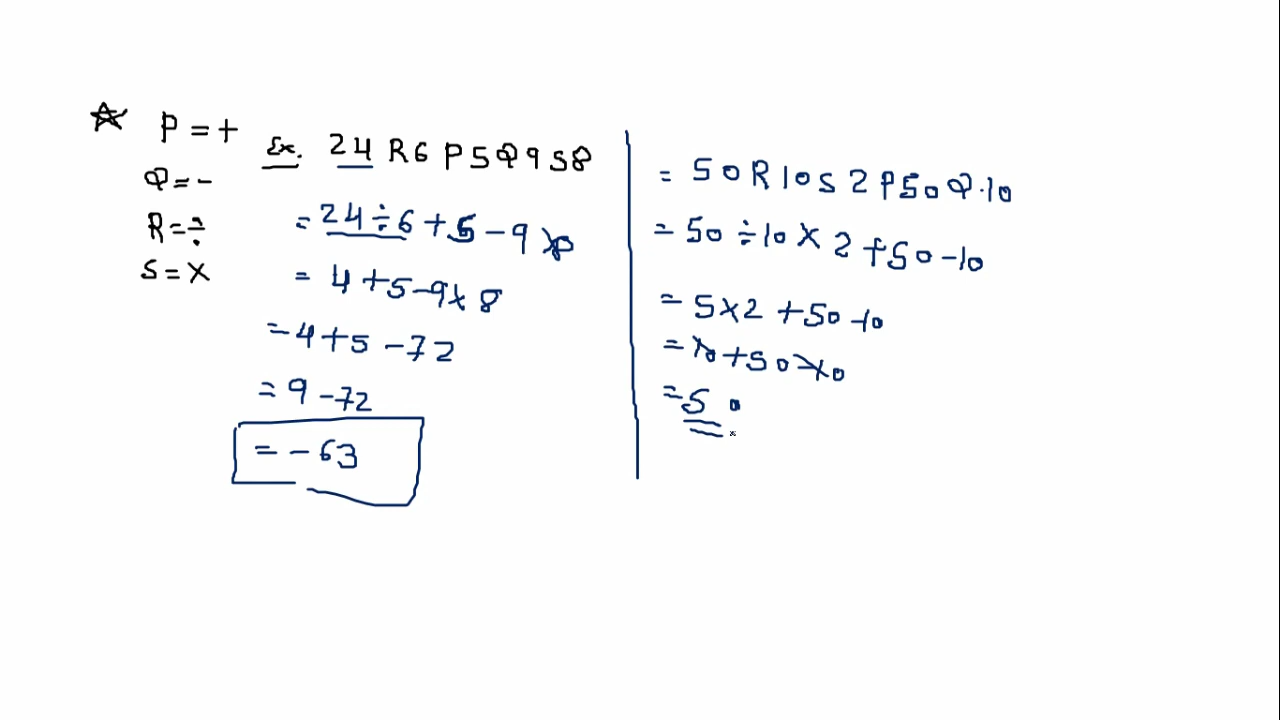 ☆ P = +
Q = -
R = ÷
S = ×
Ex. 24 R 6 P 5 Q 9 S 8
= 24 ÷ 6 + 5 - 9 × 8
= 4 + 5 - 9 × 8
= 4 + 5 - 72
= 9 - 72
= - 63
= 50 R 10 S 2 P 50 Q 10
= 50 ÷ 10 × 2 + 50 - 10
= 5 × 2 + 50 - 10
= 10 + 50 - 10
= 50